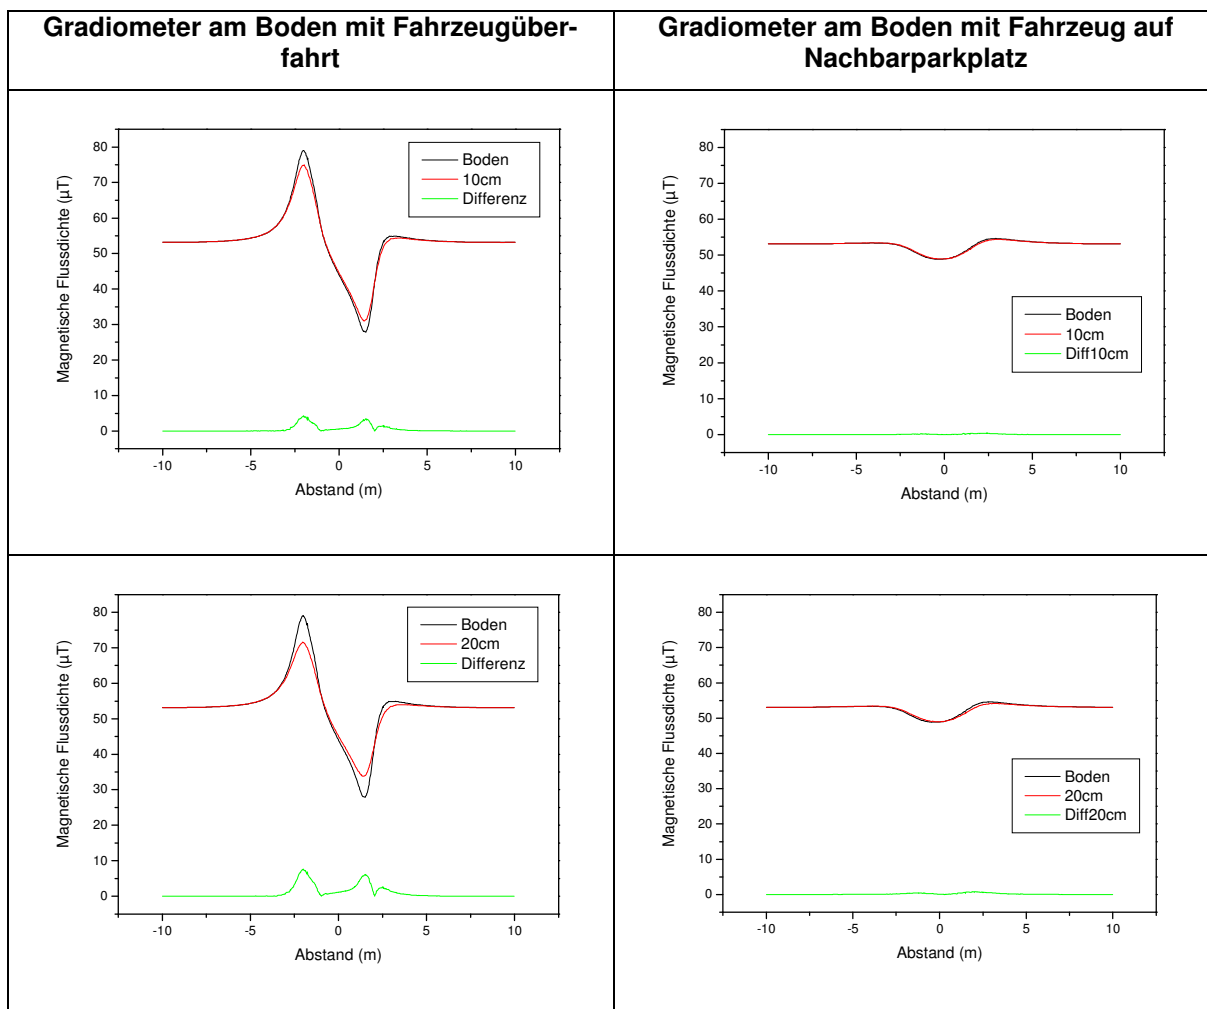 Gradiometer am Boden mit Fahrzeugüber-
fahrt
Gradiometer am Boden mit Fahrzeug auf
Nachbarparkplatz
80
70
60
50
40
30
20
10
0
-10
-5
0
5
10
Magnetische Flussdichte (µT)
Abstand (m)
Boden
10cm
Differenz
80
70
60
50
40
30
20
10
0
-10
-5
0
5
10
Magnetische Flussdichte (µT)
Abstand (m)
Boden
10cm
Diff10cm
80
70
60
50
40
30
20
10
0
-10
-5
0
5
10
Magnetische Flussdichte (µT)
Abstand (m)
Boden
20cm
Differenz
80
70
60
50
40
30
20
10
0
-10
-5
0
5
10
Magnetische Flussdichte (µT)
Abstand (m)
Boden
20cm
Diff20cm